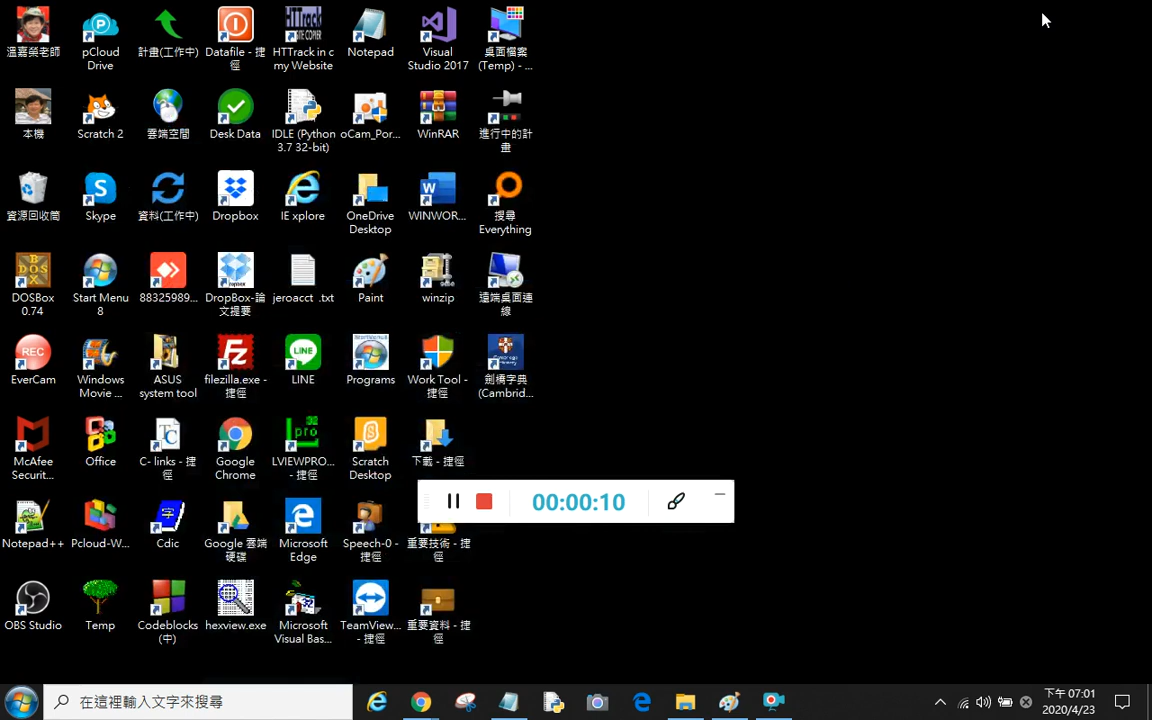 溫嘉榮老師
pCloud
Drive
計畫(工作中)
Datafile - 捷
徑
HTTrack in c
my Website
Notepad
Visual
Studio 2017
桌面檔案
(Temp) - ...
本機
Scratch 2
雲端空間
Desk Data
IDLE (Python
3.7 32-bit)
oCam_Por...
WinRAR
進行中的計
畫
資源回收筒
Skype
資料(工作中)
Dropbox
IE xplore
OneDrive
Desktop
WINWOR...
搜尋
Everything
DOSBox
0.74
Start Menu
8
88325989...
DropBox-論
文提要
jeroacct .txt
Paint
winzip
遠端桌面連
線
EverCam
Windows
Movie ...
ASUS
system tool
filezilla.exe -
捷徑
LINE
Programs
Work Tool -
捷徑
劍橋字典
(Cambrid...
McAfee
Securit...
Office
C- links - 捷
徑
Google
Chrome
LVIEWPRO...
- 捷徑
Scratch
Desktop
下載 - 捷徑
00:00:10
Notepad++
Pcloud-W...
Cdic
Google 雲端
硬碟
Microsoft
Edge
Speech-0 -
捷徑
重要技術 - 捷
徑
OBS Studio
Temp
Codeblocks
(中)
hexview.exe
Microsoft
Visual Bas...
TeamView...
- 捷徑
重要資料 - 捷
徑
在這裡輸入文字來搜尋
下午 07:01
2020/4/23